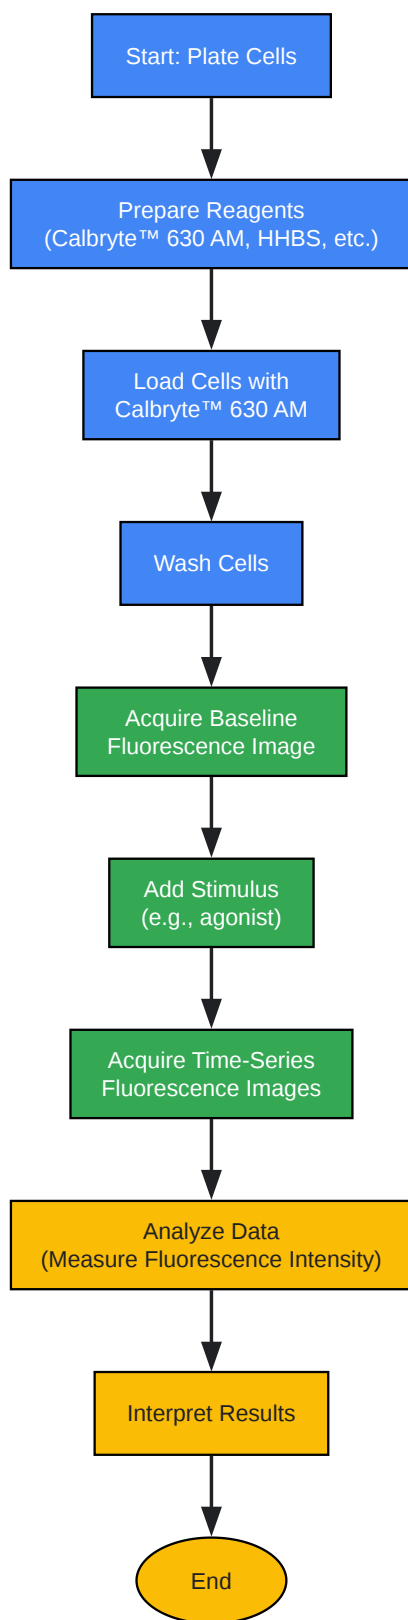 Start: Plate Cells
Prepare Reagents
(Calbryte™ 630 AM, HHBS, etc.)
Load Cells with
Calbryte™ 630 AM
Wash Cells
Acquire Baseline
Fluorescence Image
Add Stimulus
(e.g., agonist)
Acquire Time-Series
Fluorescence Images
Analyze Data
(Measure Fluorescence Intensity)
Interpret Results
End